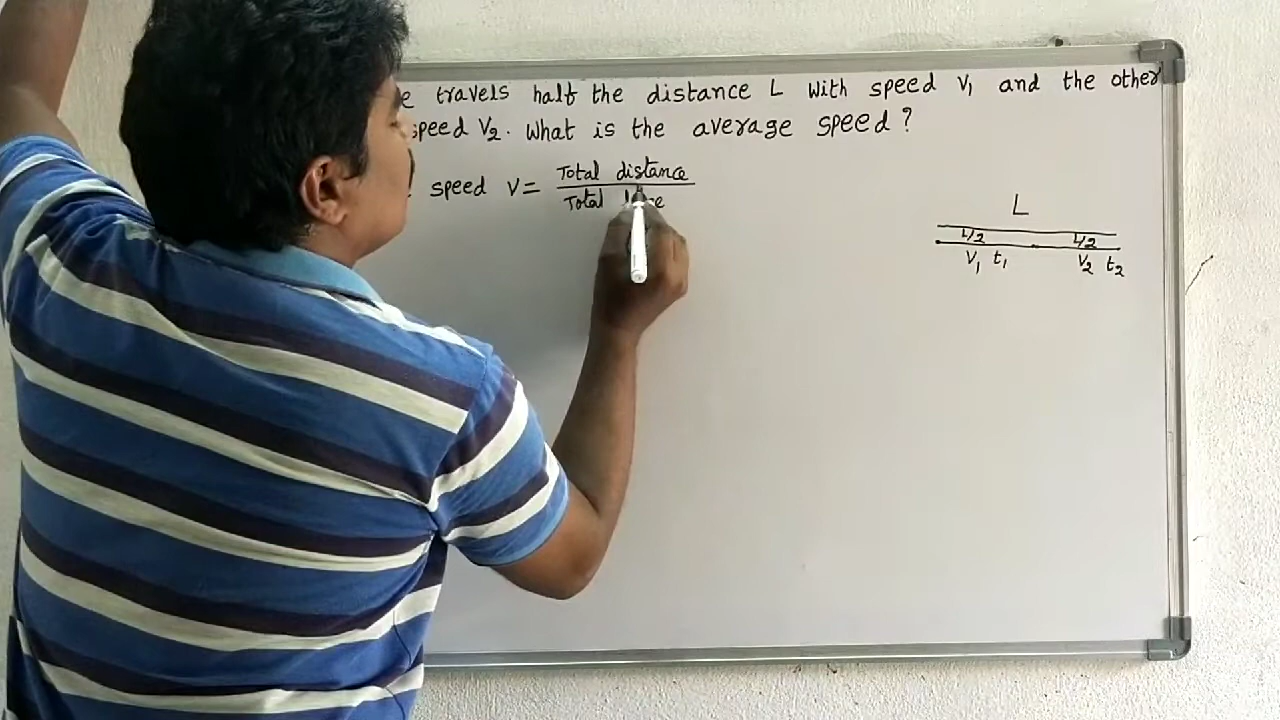 travels half the distance L with speed V1 and the other
speed V2. What is the average speed?
speed V = Total distance
Total
L
L/2 L/2
V1 t1 V2 t2